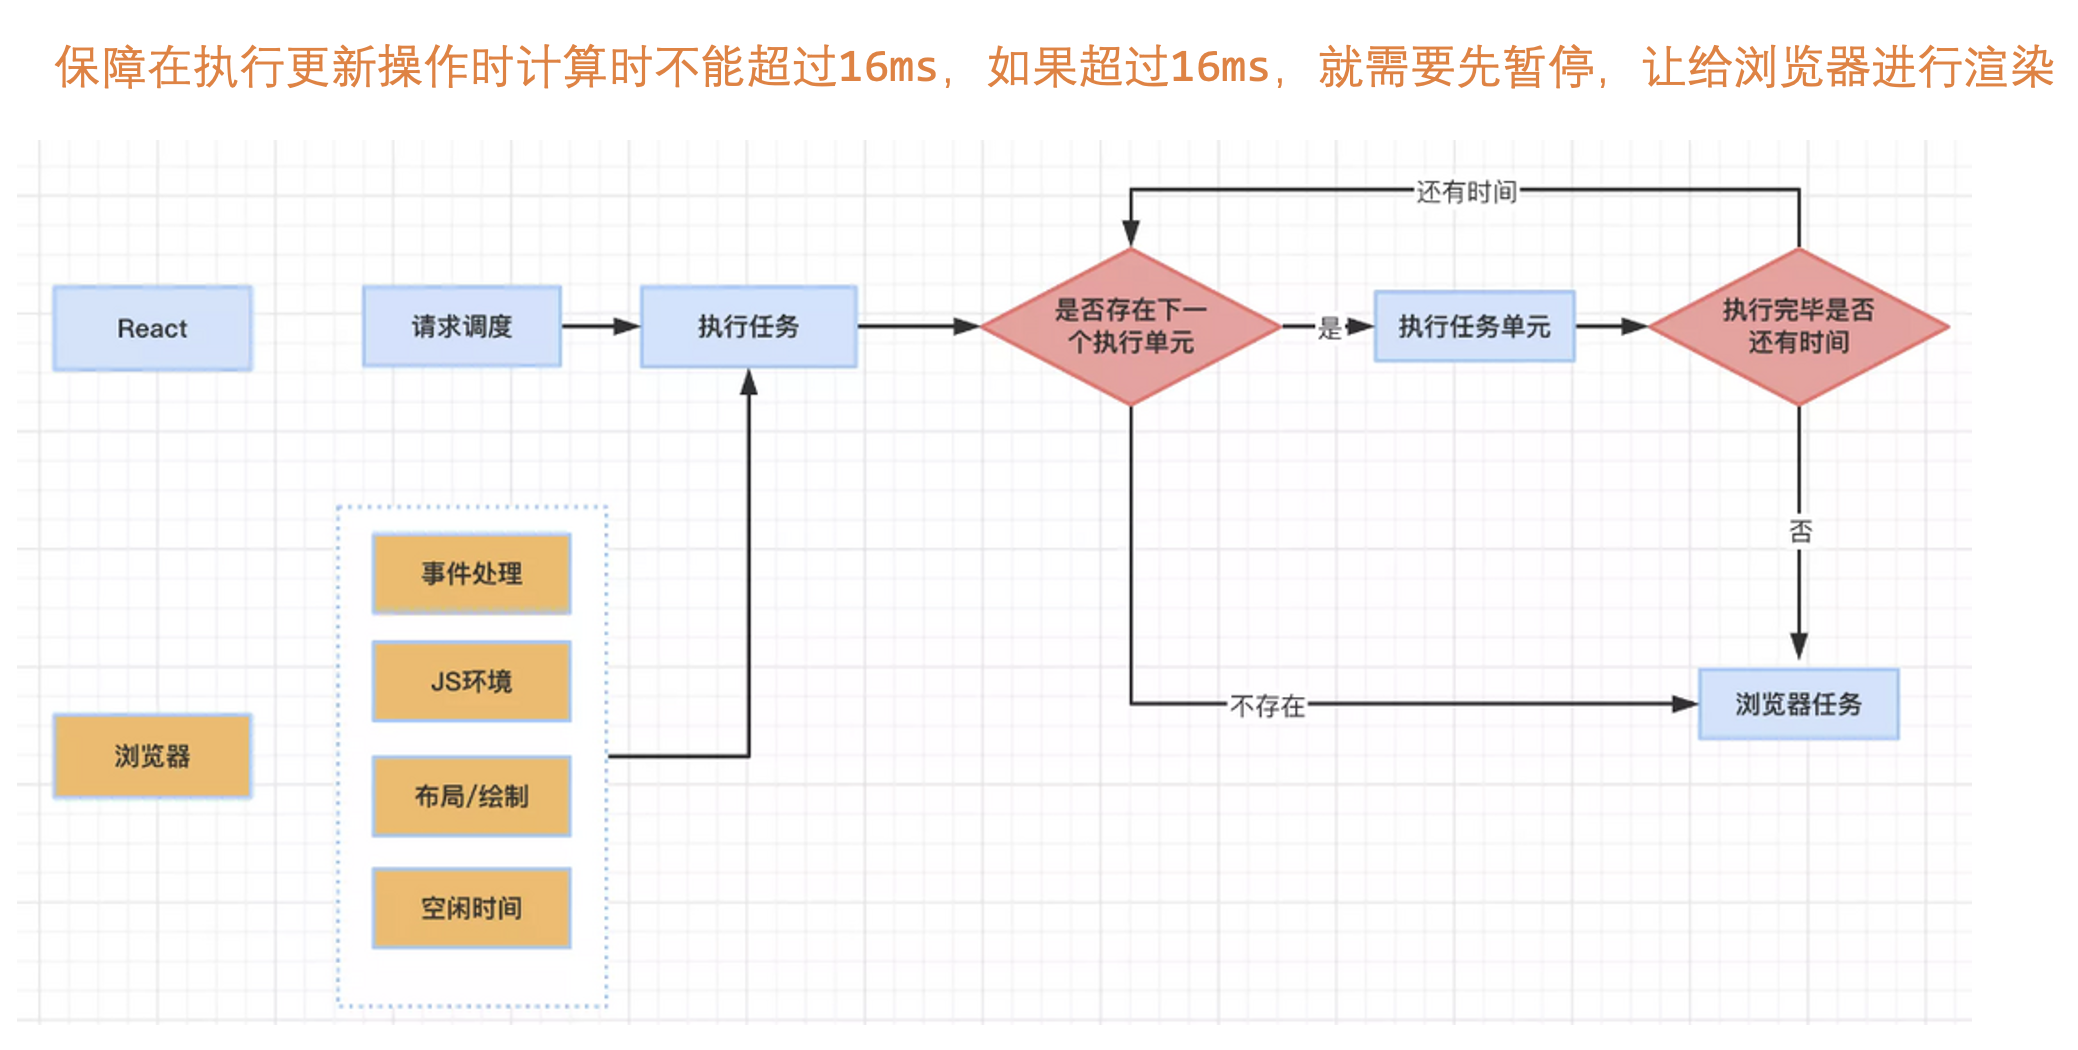 保障在执行更新操作时计算时不能超过16ms，如果超过16ms，就需要先暂停，让给浏览器进行渲染
还有时间
React
请求调度
执行任务
是否存在下一
个执行单元
是
执行任务单元
执行完毕是否
还有时间
否
事件处理
JS环境
布局/绘制
空闲时间
浏览器
不存在
浏览器任务